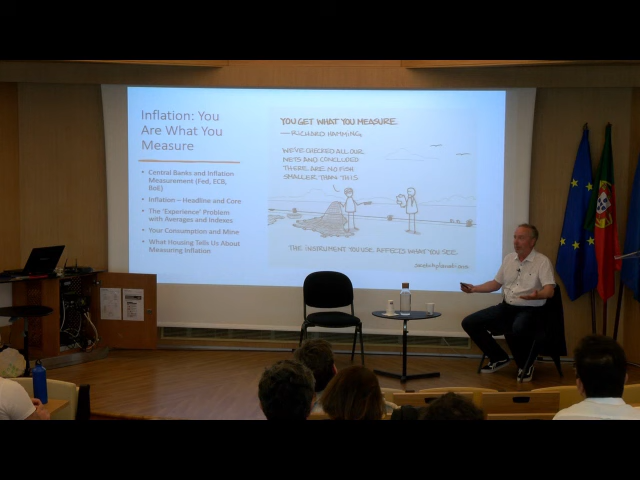 Inflation: You
Are What You
Measure
• Central Banks and Inflation
Measurement (Fed, ECB,
BoE)
• Inflation – Headline and Core
• The 'Experience' Problem
with Averages and Indexes
• Your Consumption and Mine
• What Housing Tells Us About
Measuring Inflation
YOU GET WHAT YOU MEASURE.
— RICHARD HAMMING
WE'VE CHECKED ALL OUR
NETS AND CONCLUDED
THERE ARE NO FISH
SMALLER THAN THIS.
THE INSTRUMENT YOU USE AFFECTS WHAT YOU SEE.